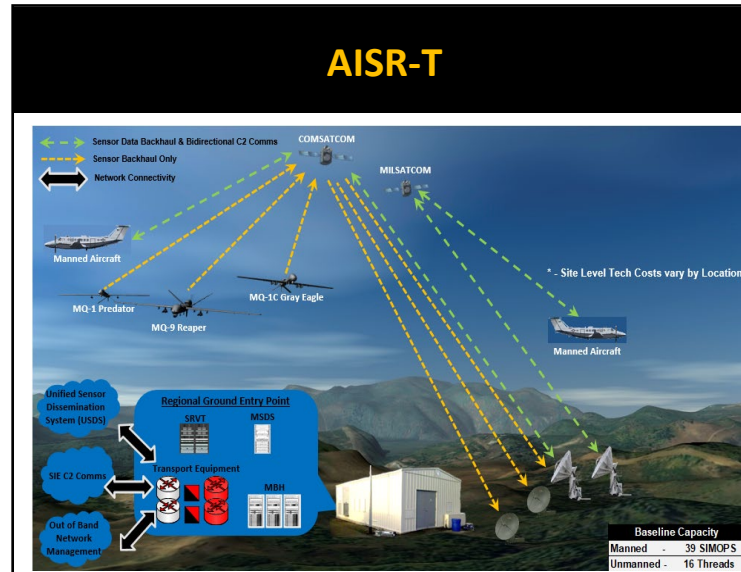 AISR-T
Sensor Data Backhaul & Bidirectional C2 Comms
Sensor Backhaul Only
Network Connectivity
COMSATCOM
MILSATCOM
Manned Aircraft
* - Site Level Tech Costs vary by Location
MQ-1C Gray Eagle
MQ-1 Predator
MQ-9 Reaper
Manned Aircraft
Unified Sensor
Dissemination
System (USDS)
SIE C2 Comms
Out of Band
Network
Management
Regional Ground Entry Point
SRVT
MSDS
Transport Equipment
MBH
Baseline Capacity
Manned - 39 SIMOPS
Unmanned - 16 Threads